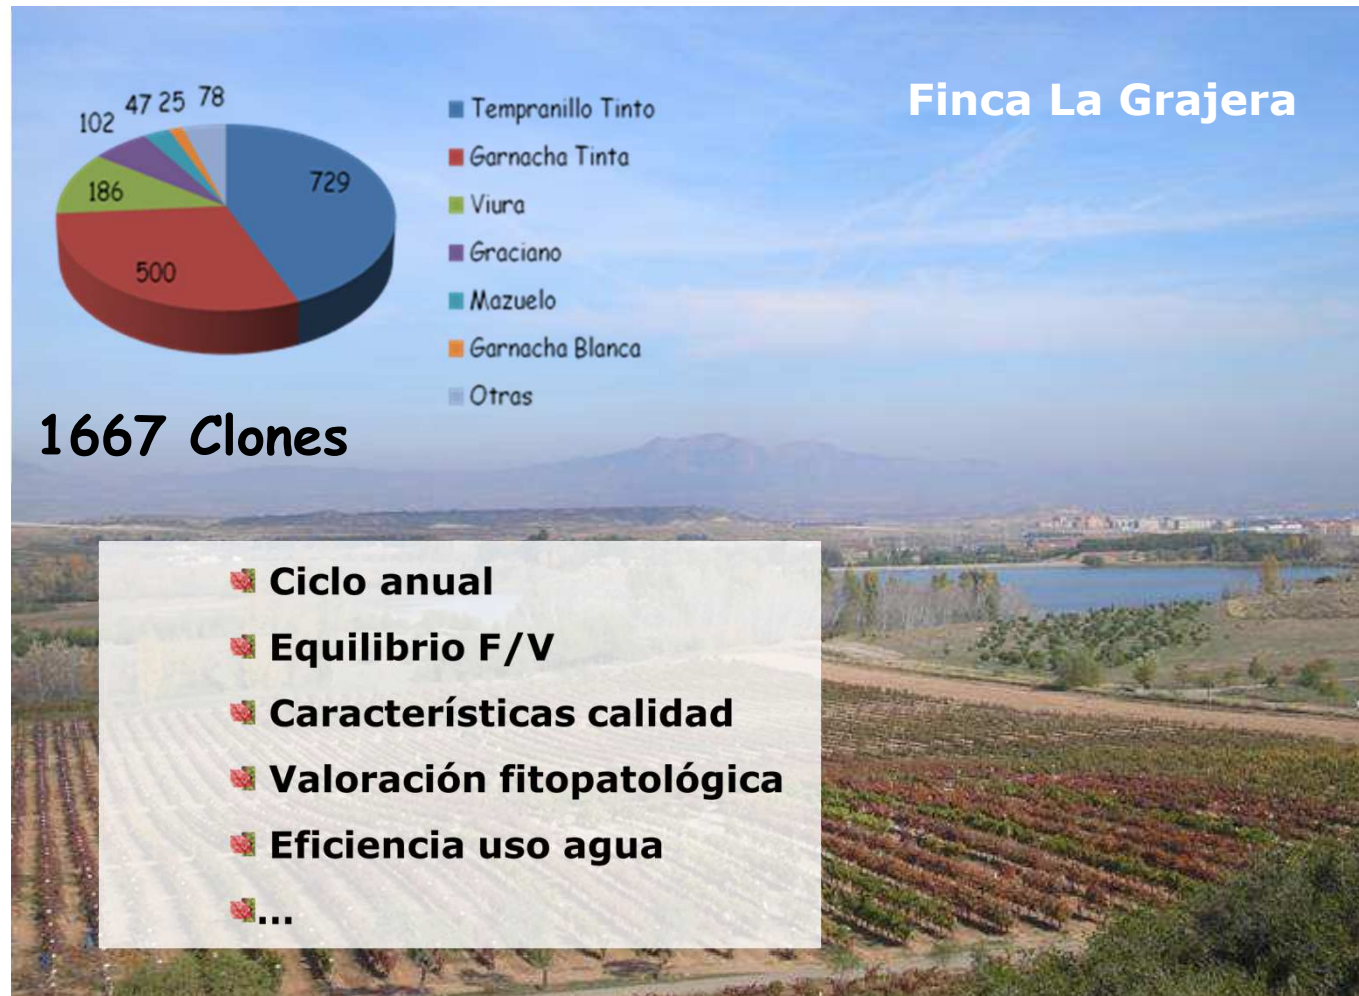 Finca La Grajera
102
47
25
78
729
186
500
Tempranillo Tinto
Garnacha Tinta
Viura
Graciano
Mazuelo
Garnacha Blanca
Otras
1667 Clones
Ciclo anual
Equilibrio F/V
Características calidad
Valoración fitopatológica
Eficiencia uso agua
...